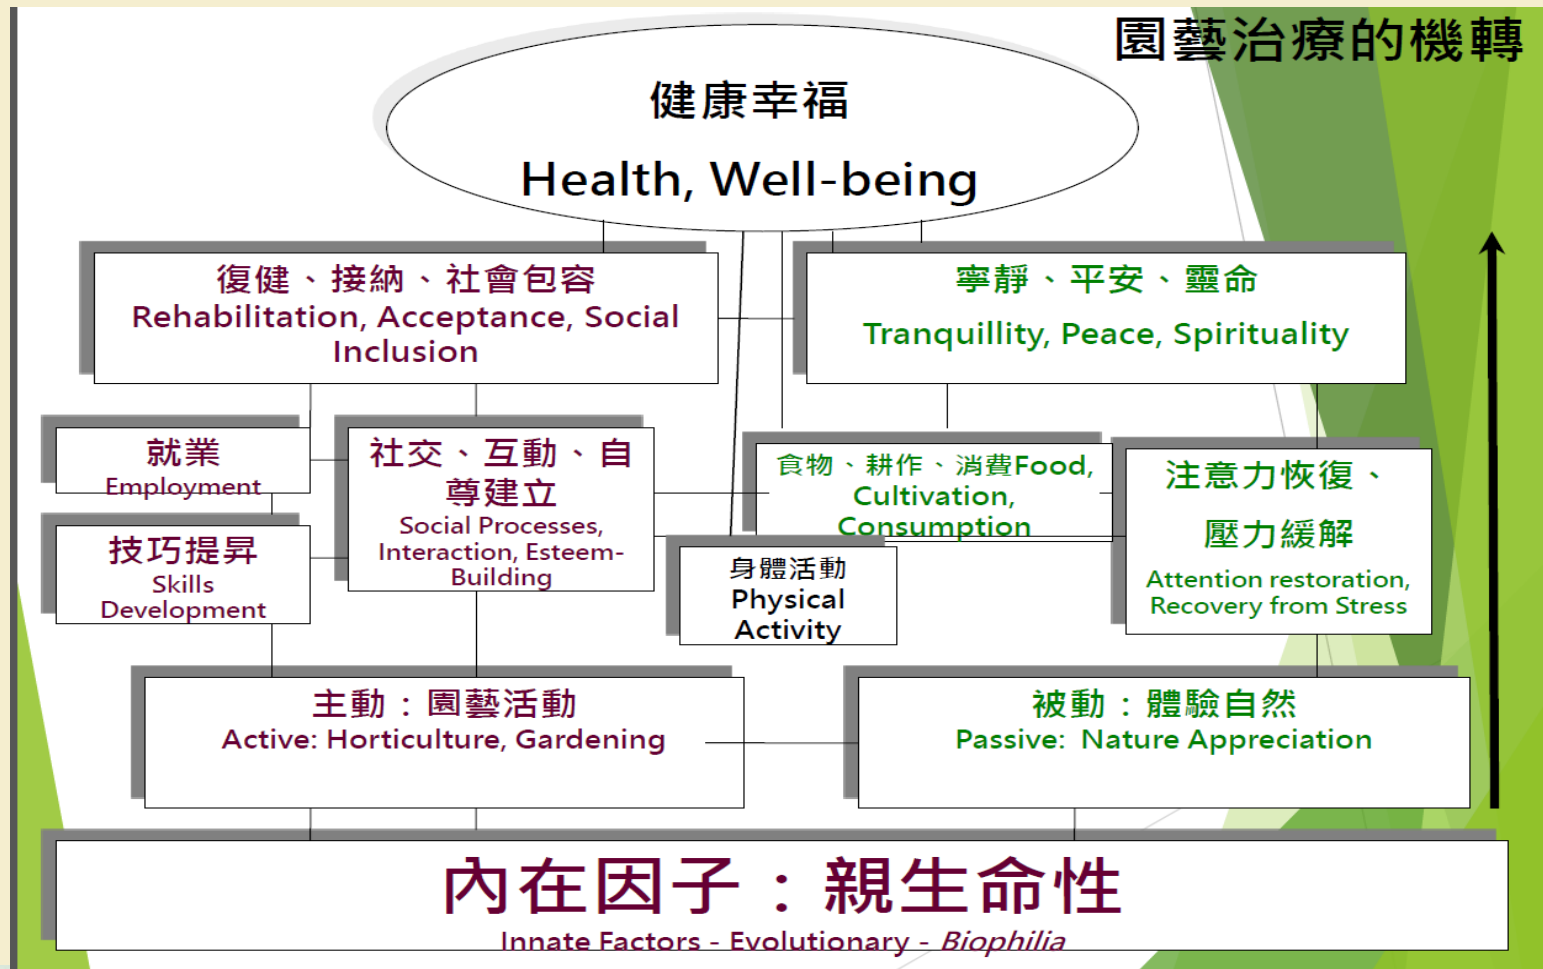 園藝治療的機轉
健康幸福
Health, Well-being
復健、接納、社會包容
Rehabilitation, Acceptance, Social
Inclusion
寧靜、平安、靈命
Tranquillity, Peace, Spirituality
就業
Employment
技巧提昇
Skills
Development
社交、互動、自
尊建立
Social Processes,
Interaction, Esteem-
Building
食物、耕作、消費Food,
Cultivation,
Consumption
身體活動
Physical
Activity
注意力恢復、
壓力緩解
Attention restoration,
Recovery from Stress
主動：園藝活動
Active: Horticulture, Gardening
被動：體驗自然
Passive: Nature Appreciation
內在因子：親生命性
Innate Factors - Evolutionary - Biophilia